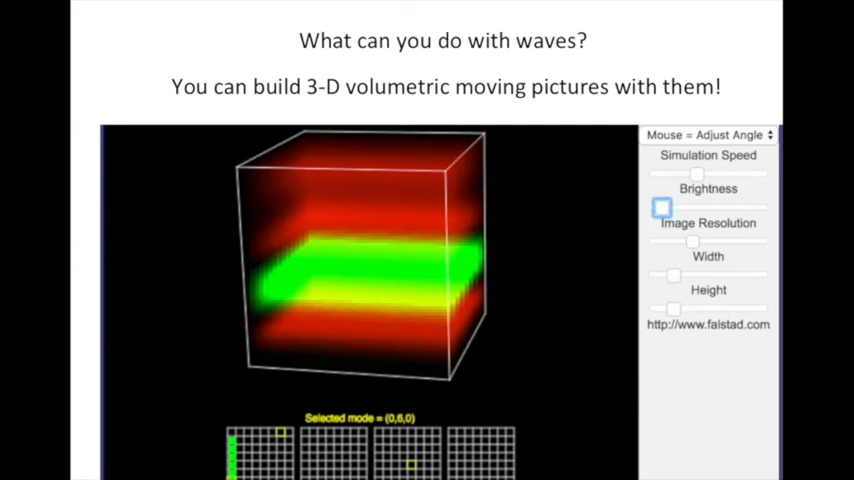 What can you do with waves?
You can build 3-D volumetric moving pictures with them!
Mouse = Adjust Angle
Simulation Speed
Brightness
Image Resolution
Width
Height
http://www.falstad.com
Selected mode = (0,6,0)